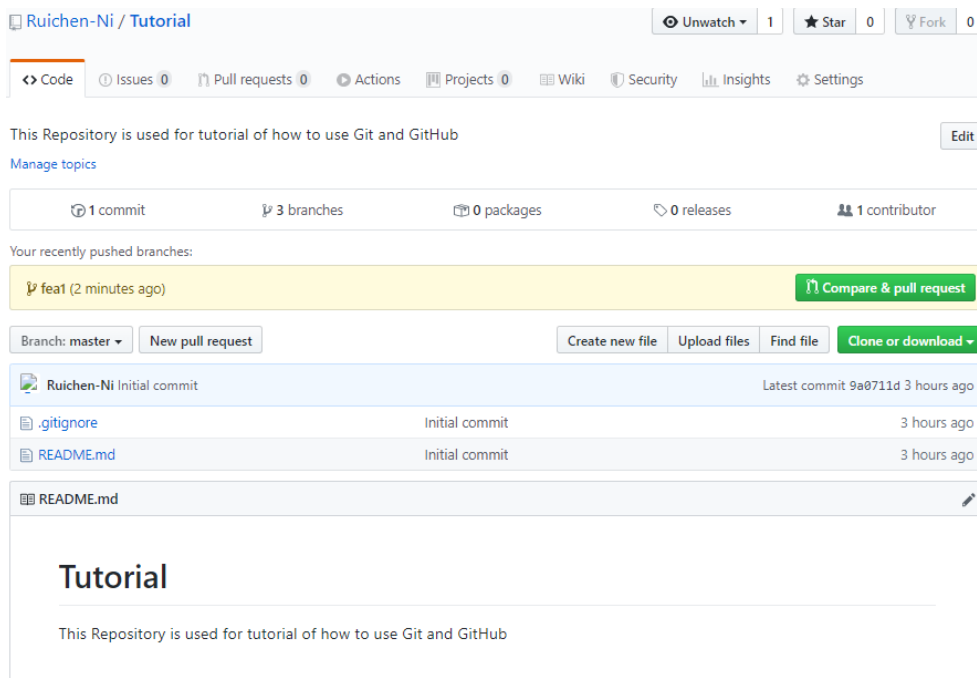 Ruichen-Ni / Tutorial
Unwatch 1 Star 0 Fork 0
Code Issues 0 Pull requests 0 Actions Projects 0 Wiki Security Insights Settings
This Repository is used for tutorial of how to use Git and GitHub
Edit
Manage topics
1 commit 3 branches 0 packages 0 releases 1 contributor
Your recently pushed branches:
fea1 (2 minutes ago) Compare & pull request
Branch: master New pull request Create new file Upload files Find file Clone or download
Ruichen-Ni Initial commit Latest commit 9a0711d 3 hours ago
.gitignore Initial commit 3 hours ago
README.md Initial commit 3 hours ago
README.md
Tutorial
This Repository is used for tutorial of how to use Git and GitHub